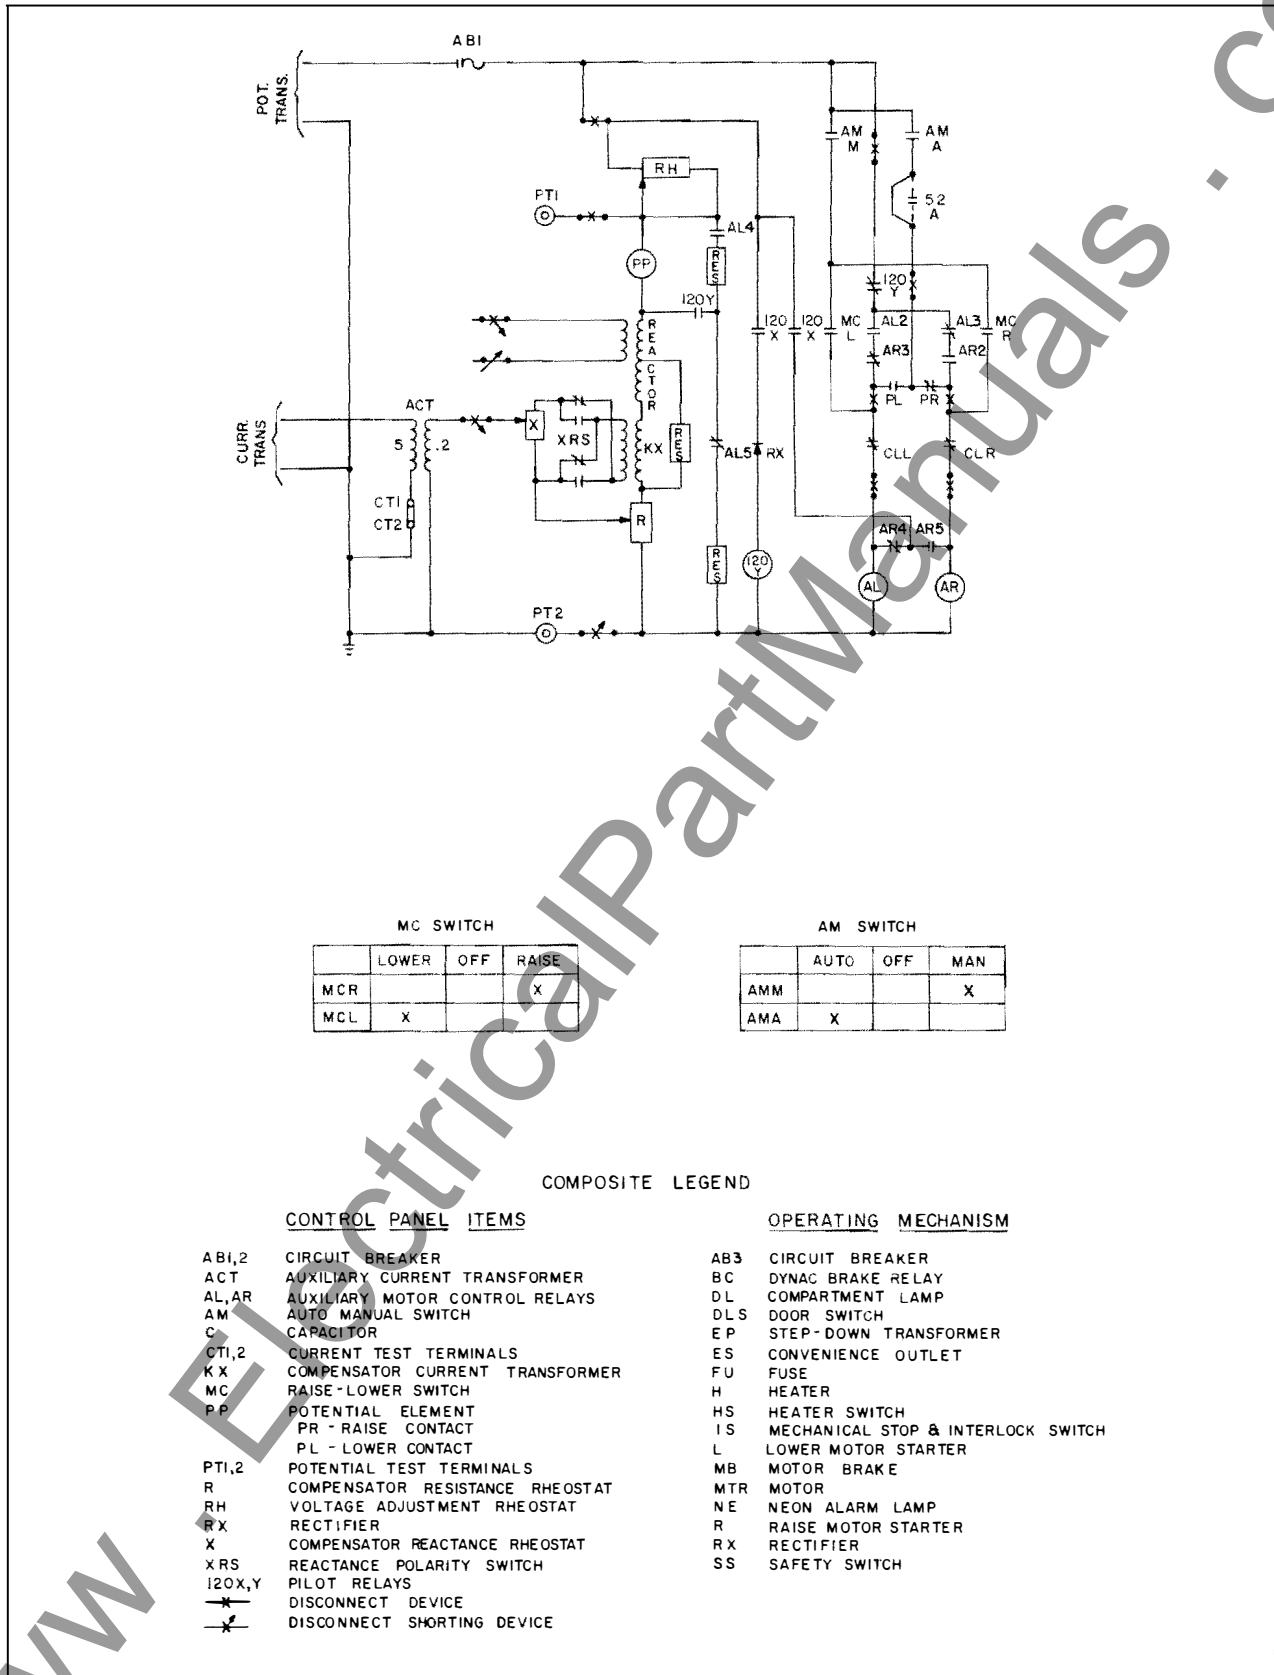 AB1
POT.
TRANS.
AM
M
AM
A
RH
PT1
52
A
AL4
PP
RES
120
Y
120Y
REACTOR
120
X
120
X
MC
L
AL2
AL3
MC
R
AR3
AR2
PL
PR
ACT
CURR.
TRANS
5
.2
X
XRS
KX
RES
AL5
RX
CLL
CLR
CT1
CT2
R
AR4
AR5
RES
120
Y
AL
AR
PT2
MC SWITCH
LOWER OFF RAISE
MCR X
MCL X
AM SWITCH
AUTO OFF MAN
AMM X
AMA X
COMPOSITE LEGEND
CONTROL PANEL ITEMS
AB1,2 CIRCUIT BREAKER
ACT AUXILIARY CURRENT TRANSFORMER
AL,AR AUXILIARY MOTOR CONTROL RELAYS
AM AUTO MANUAL SWITCH
C CAPACITOR
CT1,2 CURRENT TEST TERMINALS
KX COMPENSATOR CURRENT TRANSFORMER
MC RAISE-LOWER SWITCH
PP POTENTIAL ELEMENT
PR - RAISE CONTACT
PL - LOWER CONTACT
PT1,2 POTENTIAL TEST TERMINALS
R COMPENSATOR RESISTANCE RHEOSTAT
RH VOLTAGE ADJUSTMENT RHEOSTAT
RX RECTIFIER
X COMPENSATOR REACTANCE RHEOSTAT
XRS REACTANCE POLARITY SWITCH
120X,Y PILOT RELAYS
DISCONNECT DEVICE
DISCONNECT SHORTING DEVICE
OPERATING MECHANISM
AB3 CIRCUIT BREAKER
BC DYNAC BRAKE RELAY
DL COMPARTMENT LAMP
DLS DOOR SWITCH
EP STEP-DOWN TRANSFORMER
ES CONVENIENCE OUTLET
FU FUSE
H HEATER
HS HEATER SWITCH
IS MECHANICAL STOP & INTERLOCK SWITCH
L LOWER MOTOR STARTER
MB MOTOR BRAKE
MTR MOTOR
NE NEON ALARM LAMP
R RAISE MOTOR STARTER
RX RECTIFIER
SS SAFETY SWITCH
www.ElectricalPartManuals.co